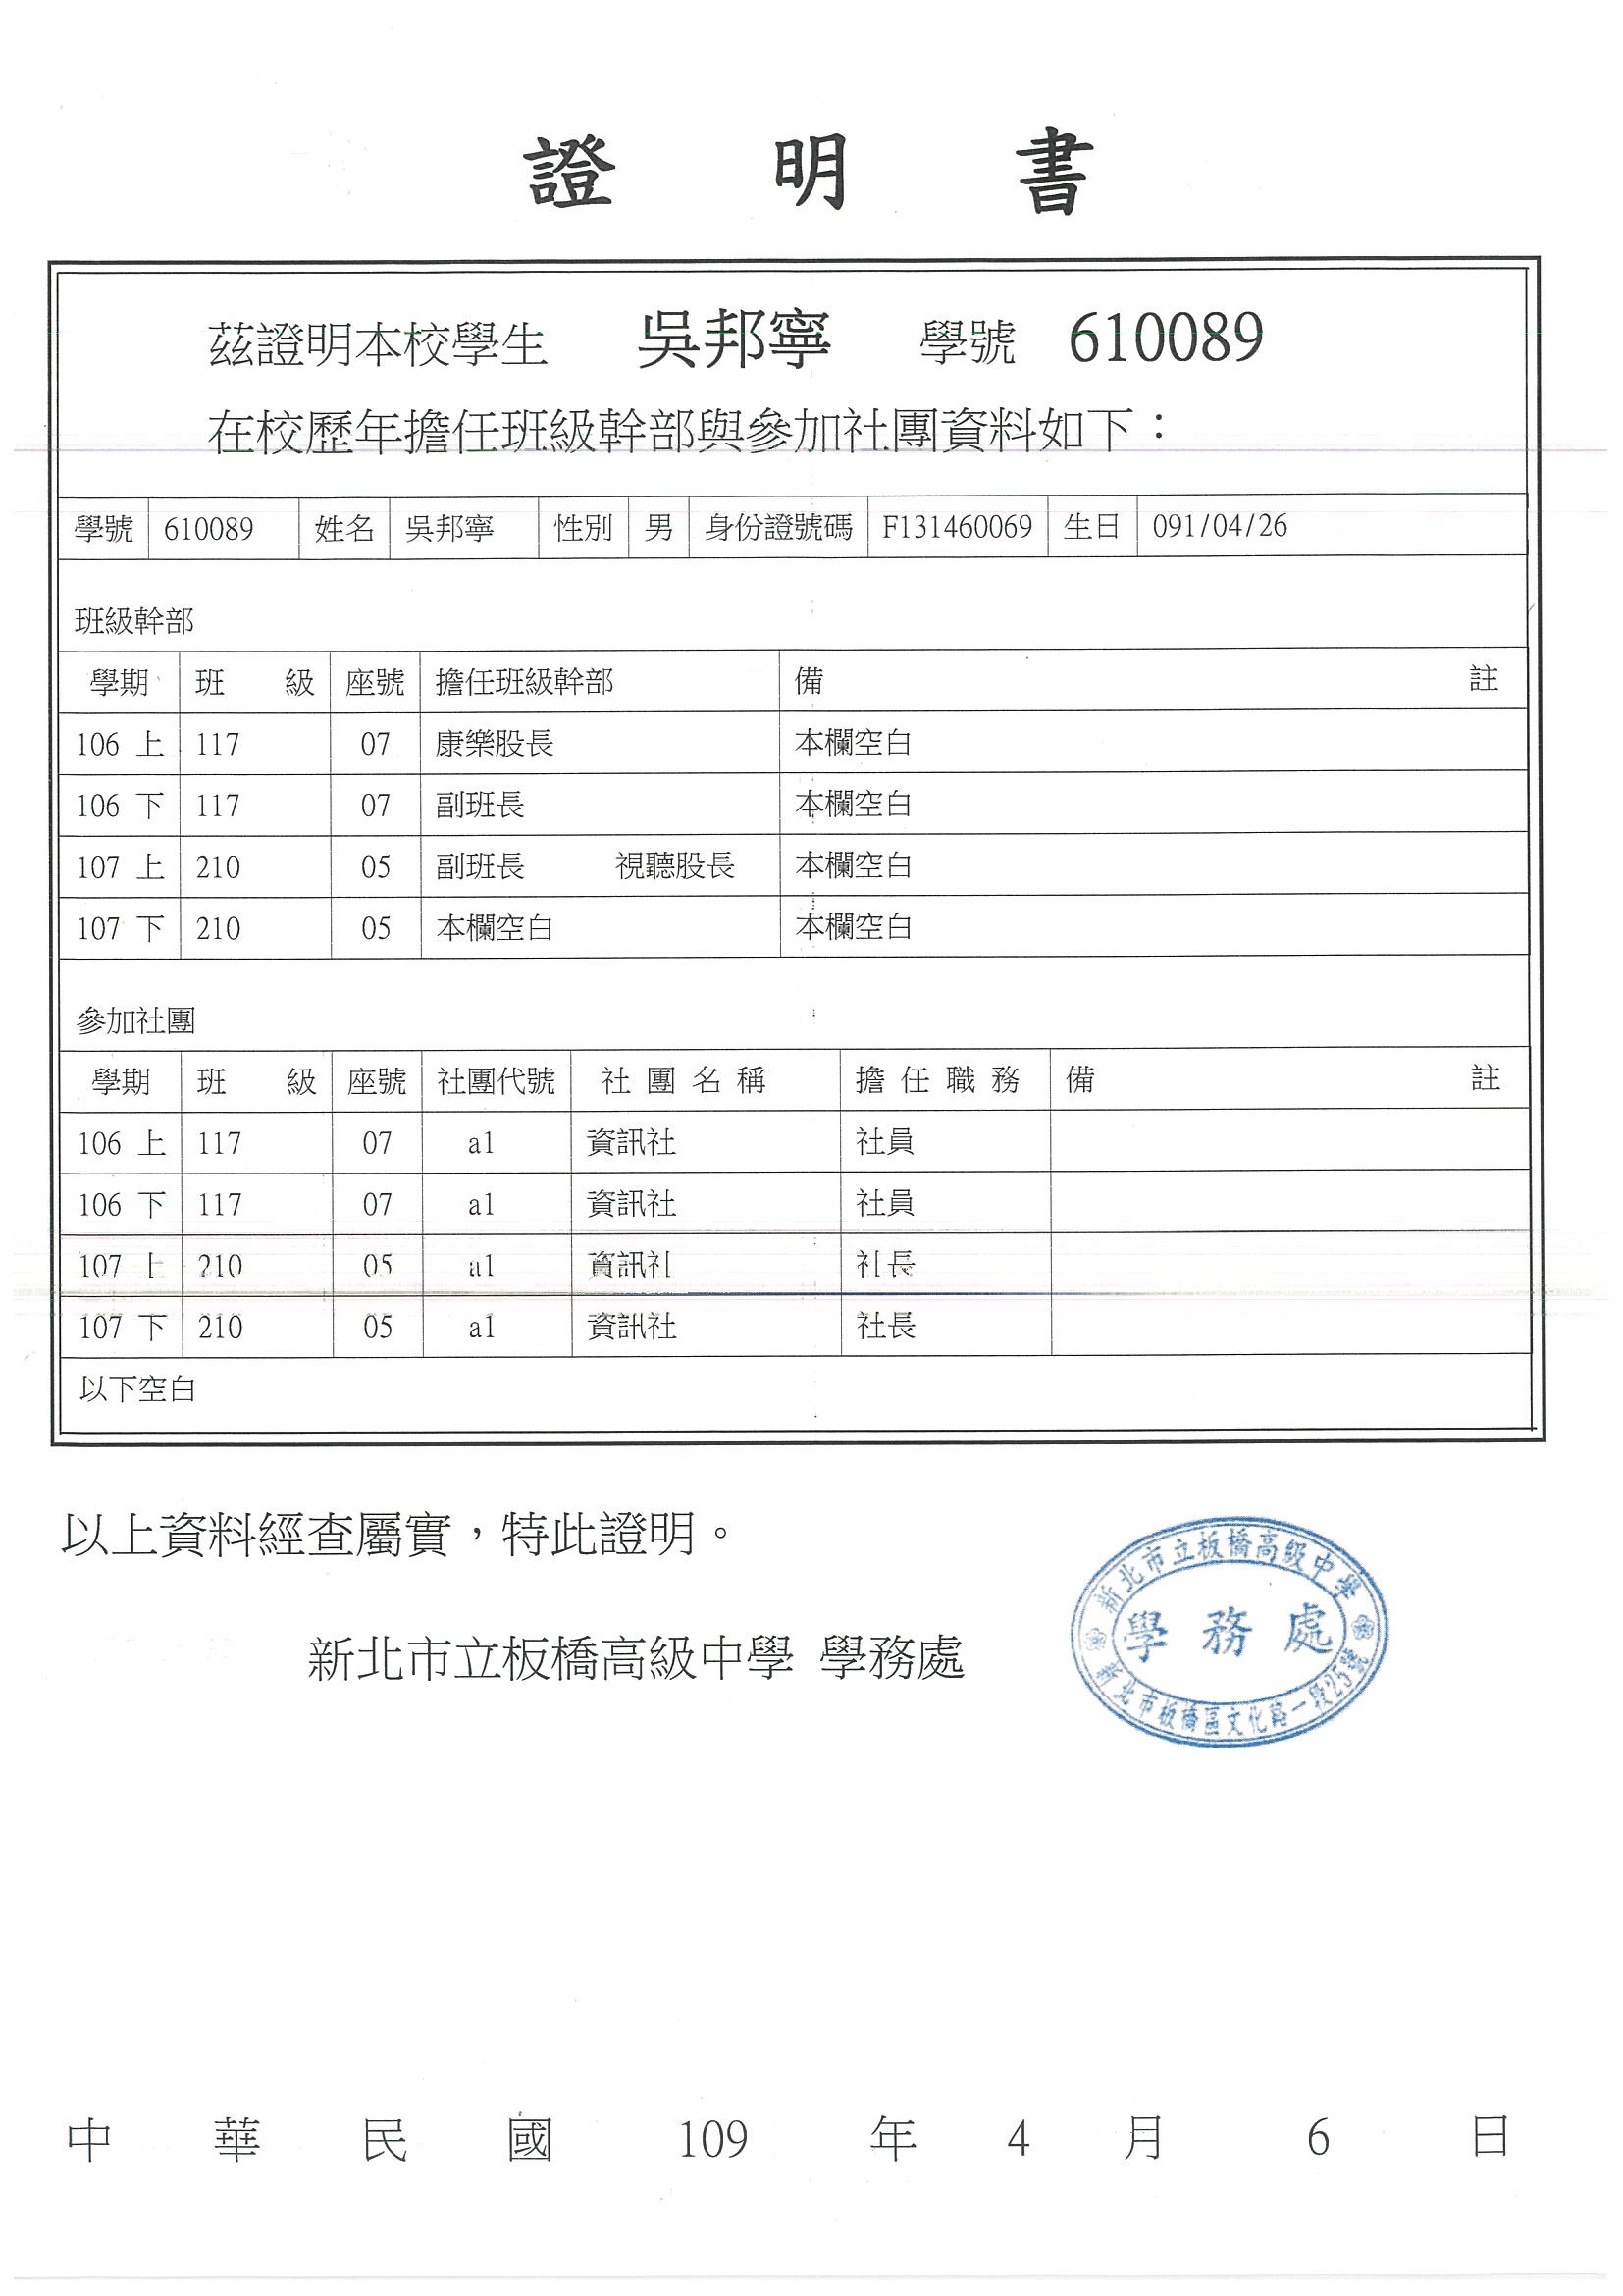 證明書
茲證明本校學生 吳邦寧 學號 610089
在校歷年擔任班級幹部與參加社團資料如下：
學號 610089 姓名 吳邦寧 性別 男 身份證號碼 F131460069 生日 091/04/26
班級幹部
學期 班 級 座號 擔任班級幹部 備 註
106 上 117 07 康樂股長 本欄空白
106 下 117 07 副班長 本欄空白
107 上 210 05 副班長 視聽股長 本欄空白
107 下 210 05 本欄空白 本欄空白
參加社團
學期 班 級 座號 社團代號 社團名稱 擔任職務 備 註
106 上 117 07 a1 資訊社 社員
106 下 117 07 a1 資訊社 社員
107 上 210 05 a1 資訊社 社長
107 下 210 05 a1 資訊社 社長
以下空白
以上資料經查屬實，特此證明。
新北市立板橋高級中學 學務處
新北市立板橋高級中學
學務處
新北市板橋區文化路一段25號
中華民國 109 年 4 月 6 日